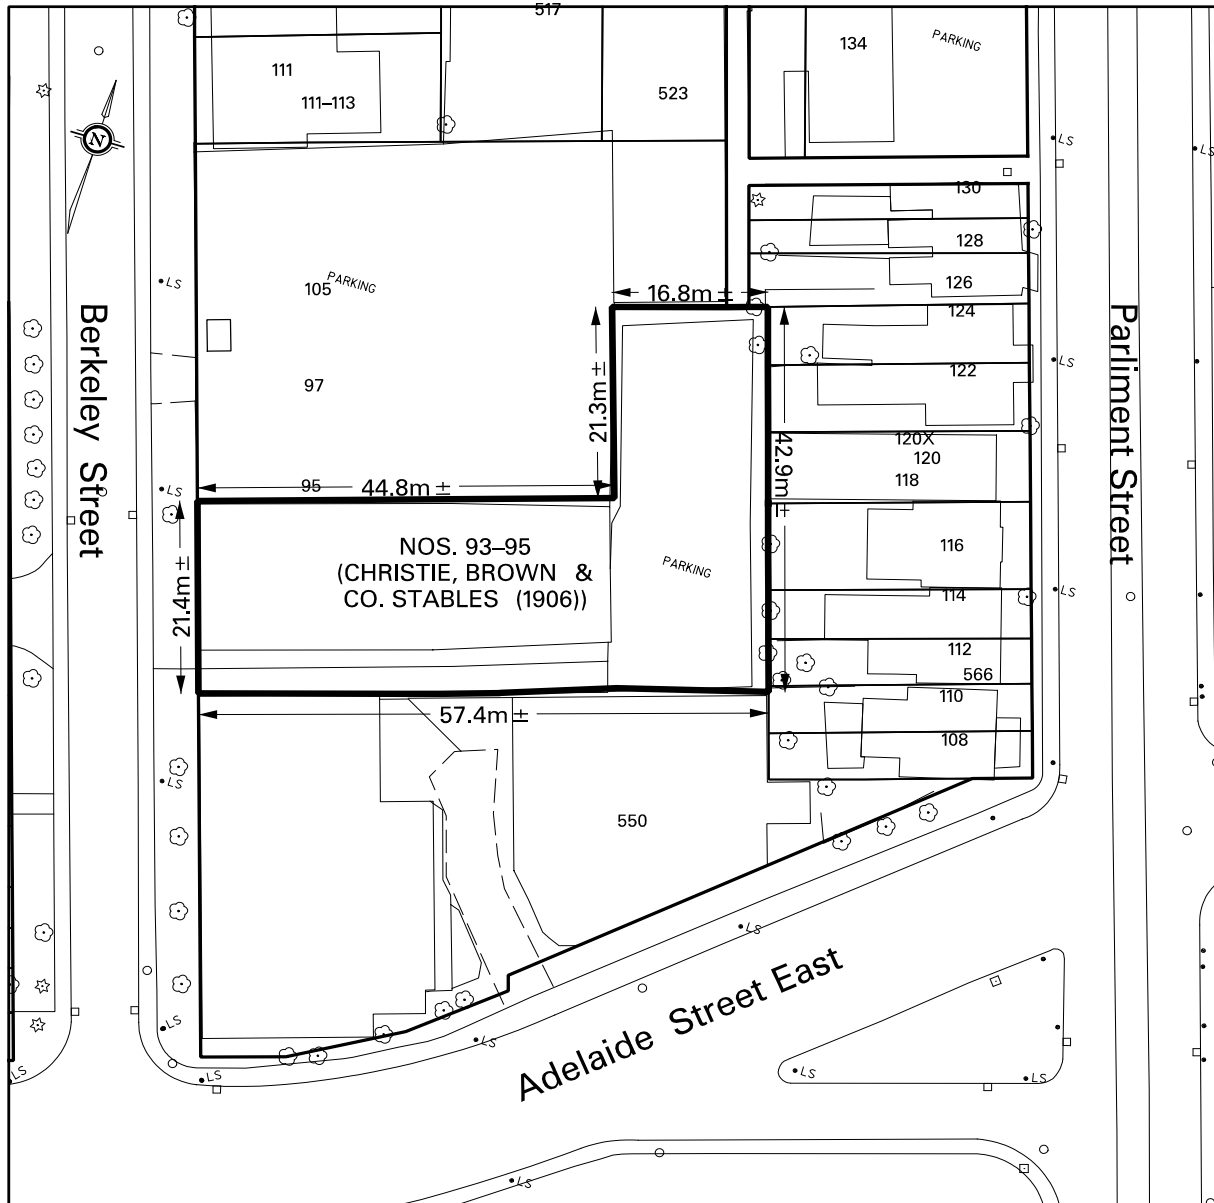 517
134
PARKING
111
111–113
523
LS
LS
N
130
128
126
124
122
120X
120
118
116
114
112
566
110
108
LS
105
PARKING
97
95
16.8m ±
21.3m ±
42.9m ±
44.8m ±
LS
LS
LS
Berkeley Street
Parliment Street
NOS. 93–95
(CHRISTIE, BROWN &
CO. STABLES (1906))
PARKING
21.4m ±
57.4m ±
LS
550
LS
LS
LS
LS
LS
Adelaide Street East
LS
LS
LS